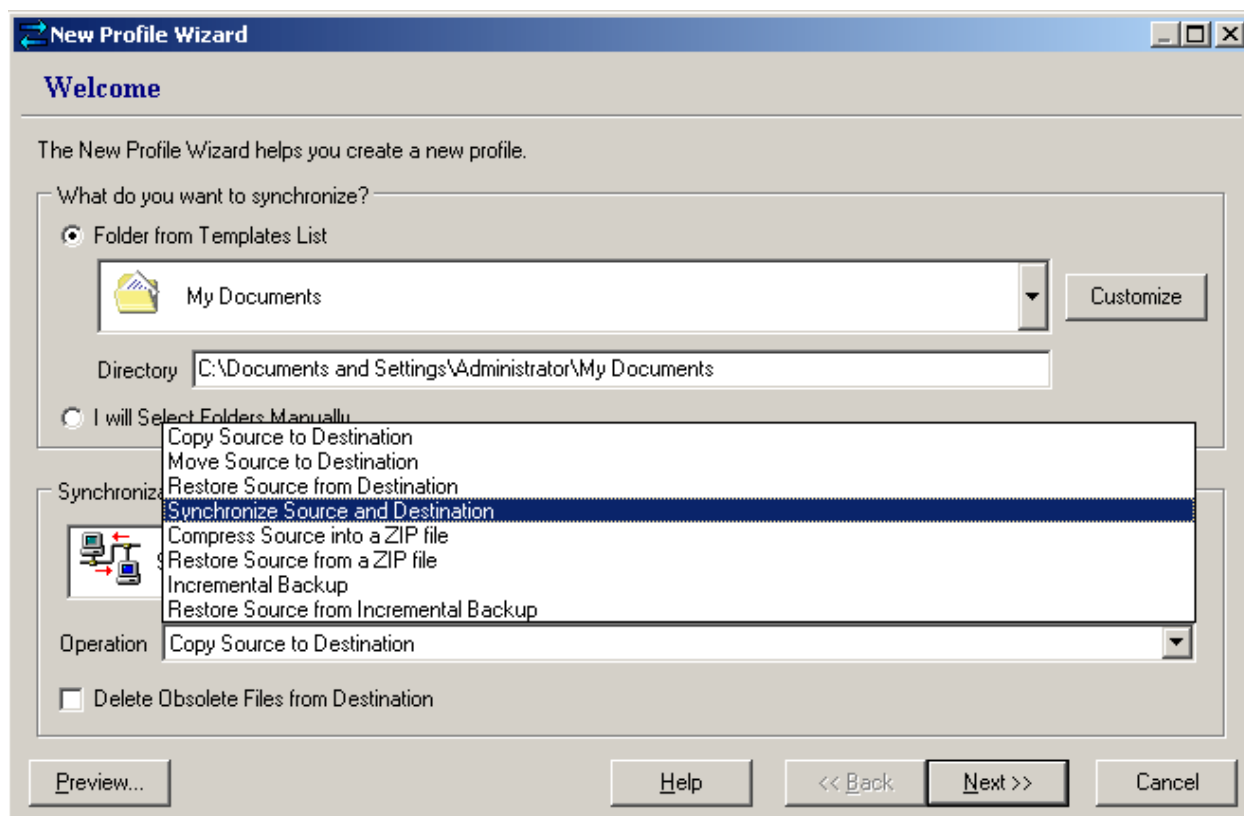 New Profile Wizard
Welcome
The New Profile Wizard helps you create a new profile.
What do you want to synchronize?
Folder from Templates List
My Documents
Customize
Directory C:\Documents and Settings\Administrator\My Documents
I will Select Folders Manually
Copy Source to Destination
Move Source to Destination
Restore Source from Destination
Synchronize Source and Destination
Compress Source into a ZIP file
Restore Source from a ZIP file
Incremental Backup
Restore Source from Incremental Backup
Operation Copy Source to Destination
Delete Obsolete Files from Destination
Preview... Help << Back Next >> Cancel